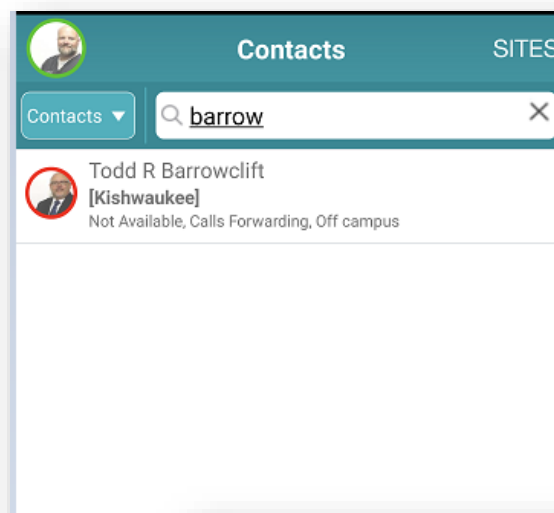 Contacts
SITES
Contacts
barrow
Todd R Barrowclift
[Kishwaukee]
Not Available, Calls Forwarding, Off campus